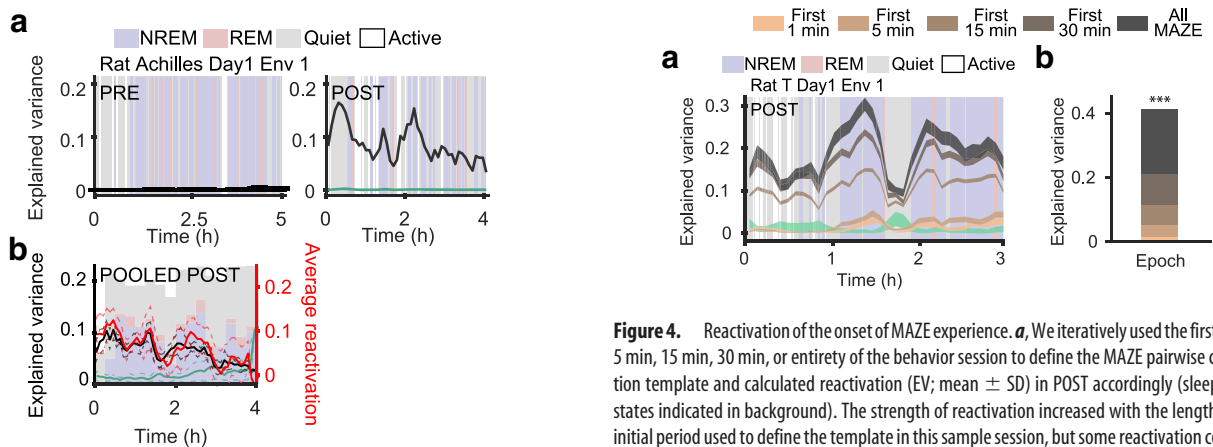 a
NREM REM Quiet Active
Rat Achilles Day1 Env 1
PRE
POST
Explained variance
0.2
0.1
0
0 2.5 5
Time (h)
0.2
0.1
0
0 2 4
Time (h)
b
POOLED POST
Explained variance
0.2
0.1
0
0 2 4
Time (h)
0.2
0.1
0
Average reactivation
First 1 min
First 5 min
First 15 min
First 30 min
All MAZE
a
NREM REM Quiet Active
Rat T Day1 Env 1
POST
Explained variance
0.3
0.2
0.1
0
0 1 2 3
Time (h)
b
***
Explained variance
0.4
0.2
0
Epoch
Figure 4. Reactivation of the onset of MAZE experience. a, We iteratively used the first
5 min, 15 min, 30 min, or entirety of the behavior session to define the MAZE pairwise
tion template and calculated reactivation (EV; mean ± SD) in POST accordingly (sleep
states indicated in background). The strength of reactivation increased with the length
initial period used to define the template in this sample session, but some reactivation